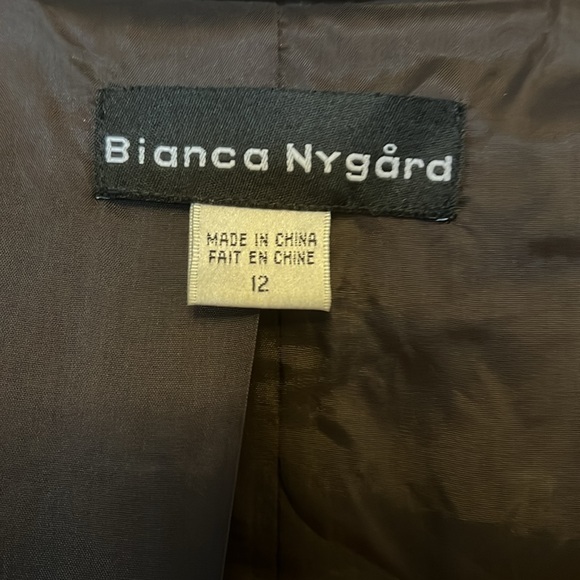 Bianca Nygård
MADE IN CHINA
FAIT EN CHINE
12